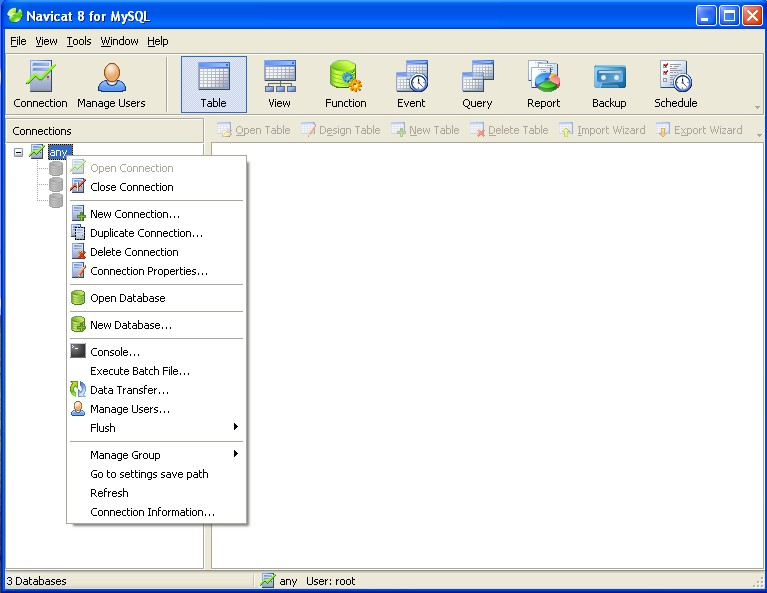 Navicat 8 for MySQL
File View Tools Window Help
Connection Manage Users Table View Function Event Query Report Backup Schedule
Connections
Open Table Design Table New Table Delete Table Import Wizard Export Wizard
any
Open Connection
Close Connection
New Connection...
Duplicate Connection...
Delete Connection
Connection Properties...
Open Database
New Database...
Console...
Execute Batch File...
Data Transfer...
Manage Users...
Flush
Manage Group
Go to settings save path
Refresh
Connection Information...
3 Databases any User: root